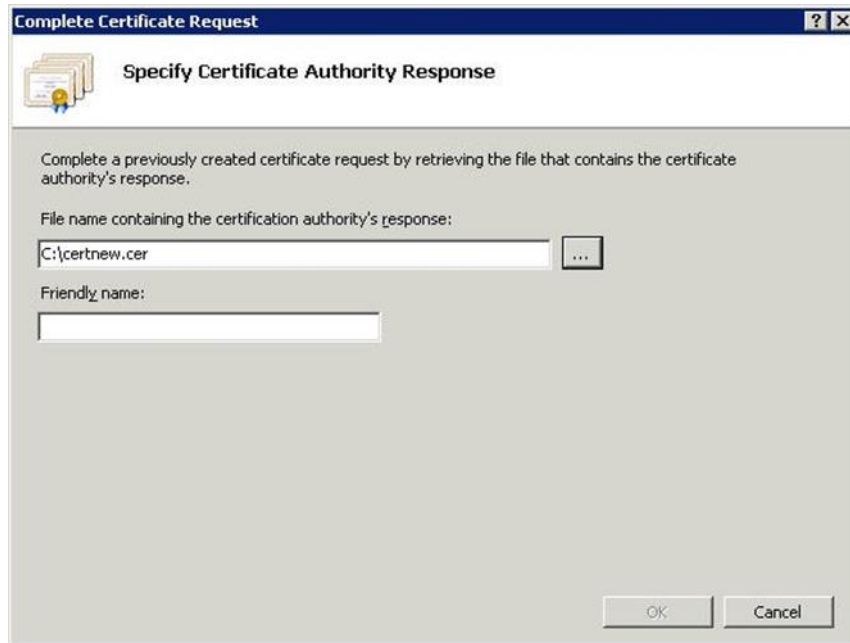 Complete Certificate Request
Specify Certificate Authority Response
Complete a previously created certificate request by retrieving the file that contains the certificate
authority's response.
File name containing the certification authority's response:
C:\certnew.cer
...
Friendly name:
OK
Cancel